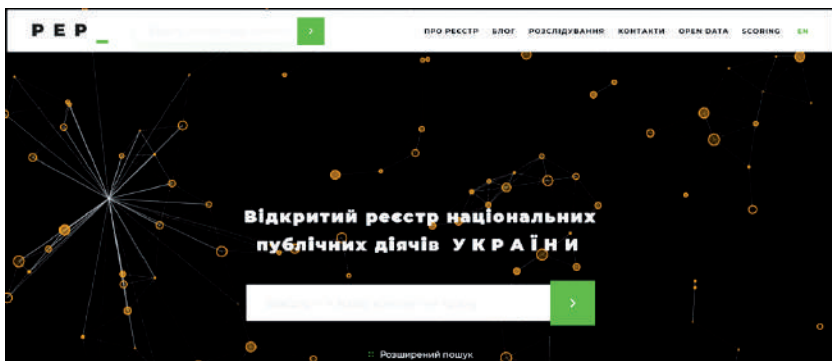 PEP_
ПРО РЕЄСТР БЛОГ РОЗСЛІДУВАННЯ КОНТАКТИ OPEN DATA SCORING EN
Відкритий реєстр національних
публічних діячів УКРАЇНИ
Розширений пошук